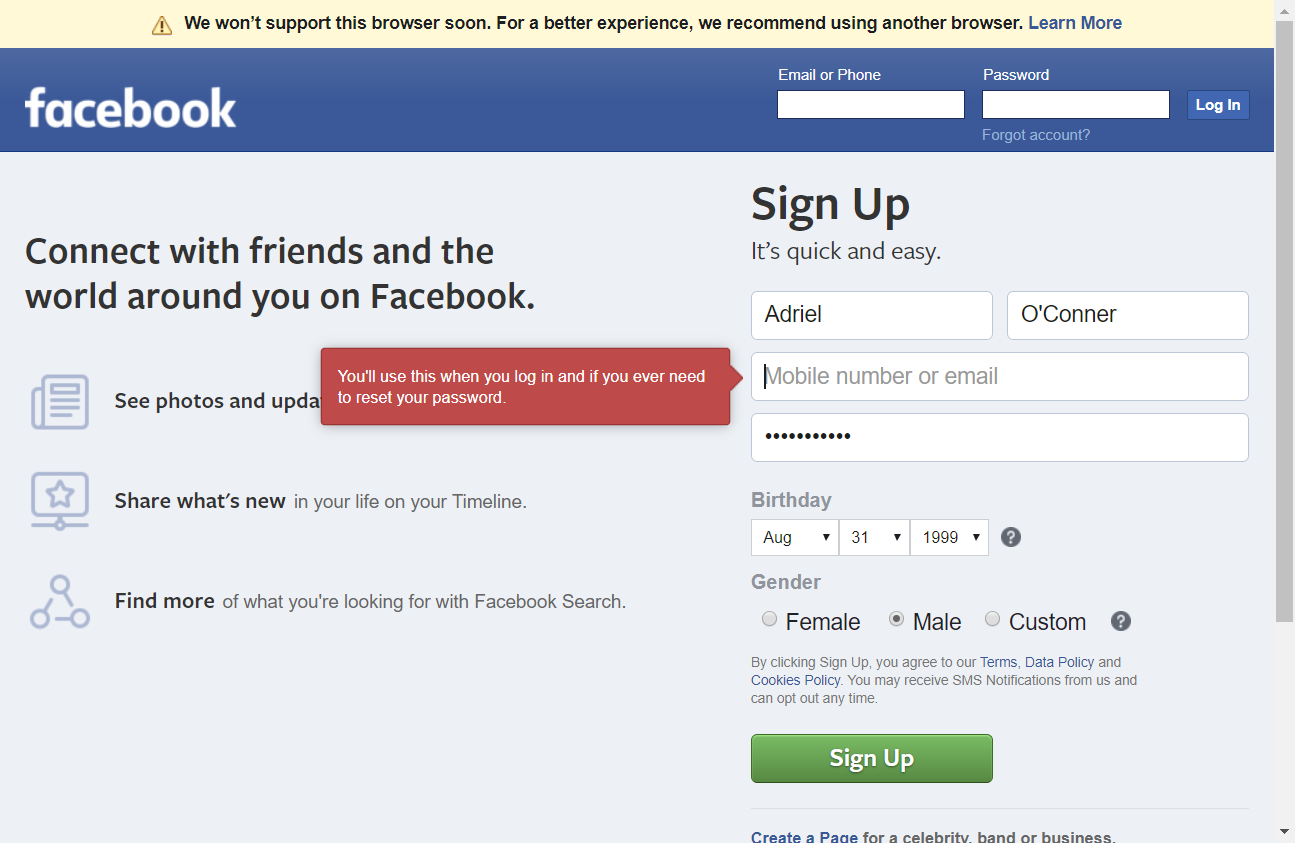 We won't support this browser soon. For a better experience, we recommend using another browser. Learn More
facebook
Email or Phone
Password
Log In
Forgot account?
Connect with friends and the
world around you on Facebook.
See photos and upda
You'll use this when you log in and if you ever need
to reset your password.
Share what's new in your life on your Timeline.
Find more of what you're looking for with Facebook Search.
Sign Up
It's quick and easy.
Adriel
O'Conner
Mobile number or email
•••••••••••
Birthday
Aug 31 1999
Gender
Female Male Custom
By clicking Sign Up, you agree to our Terms, Data Policy and
Cookies Policy. You may receive SMS Notifications from us and
can opt out any time.
Sign Up
Create a Page for a celebrity, band or business.